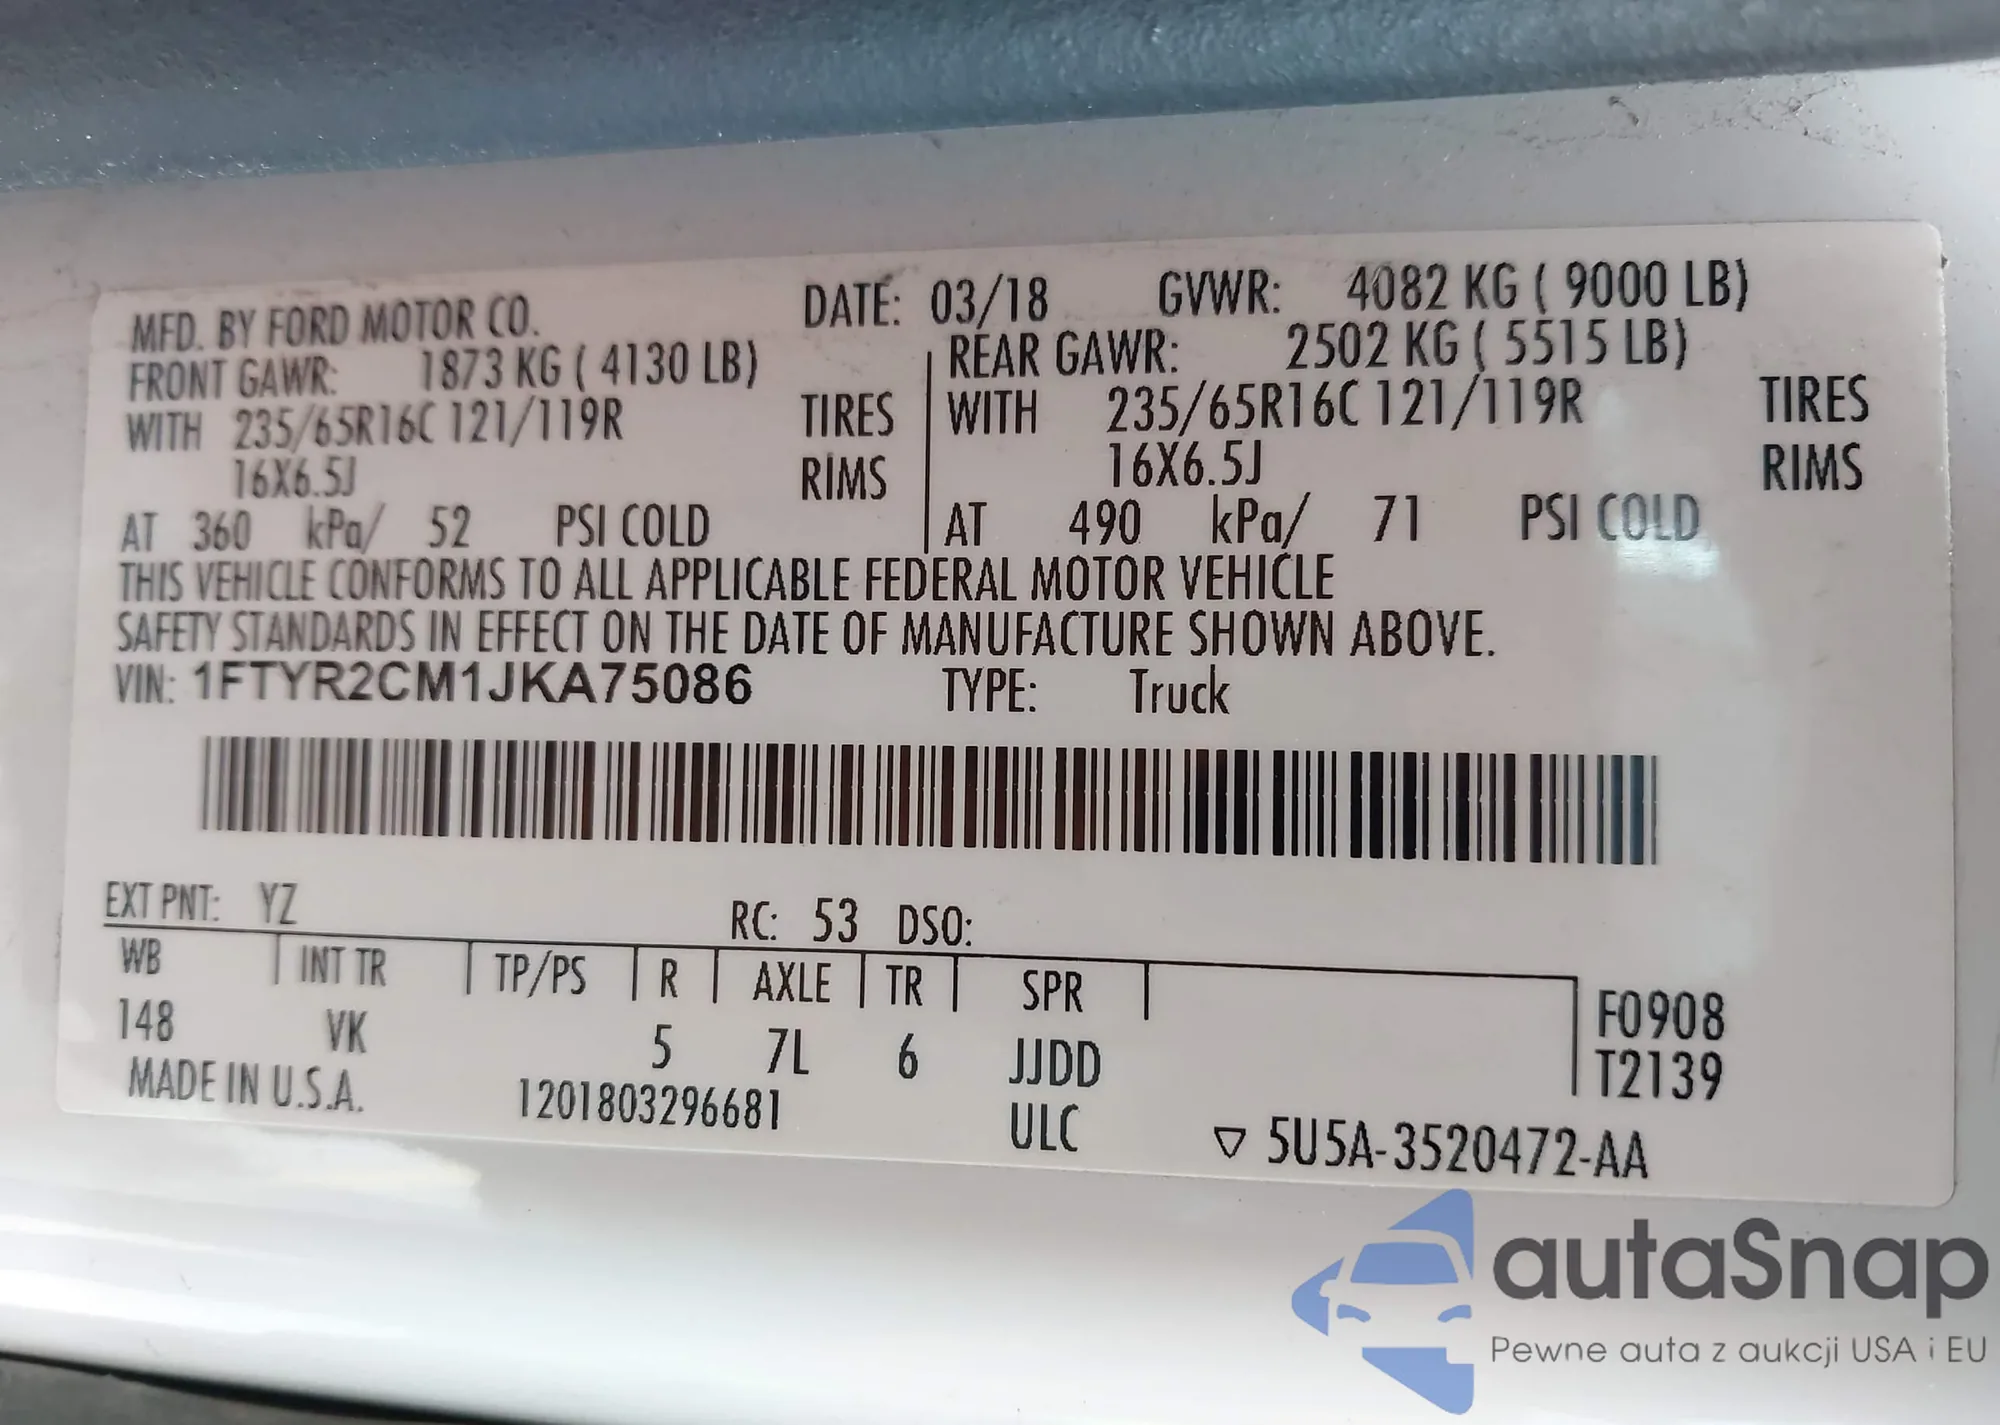 MFD. BY FORD MOTOR CO. DATE: 03/18 GVWR: 4082 KG ( 9000 LB)
FRONT GAWR: 1873 KG ( 4130 LB) REAR GAWR: 2502 KG ( 5515 LB)
WITH 235/65R16C 121/119R TIRES WITH 235/65R16C 121/119R TIRES
16X6.5J RIMS 16X6.5J RIMS
AT 360 kPa/ 52 PSI COLD AT 490 kPa/ 71 PSI COLD
THIS VEHICLE CONFORMS TO ALL APPLICABLE FEDERAL MOTOR VEHICLE
SAFETY STANDARDS IN EFFECT ON THE DATE OF MANUFACTURE SHOWN ABOVE.
VIN: 1FTYR2CM1JKA75086 TYPE: Truck
EXT PNT: YZ RC: 53 DSO:
WB INT TR TP/PS R AXLE TR SPR F0908
148 VK 5 7L 6 JJDD T2139
MADE IN U.S.A. 1201803296681 ULC ▽ 5U5A-3520472-AA
autaSnap
Pewne auta z aukcji USA i EU